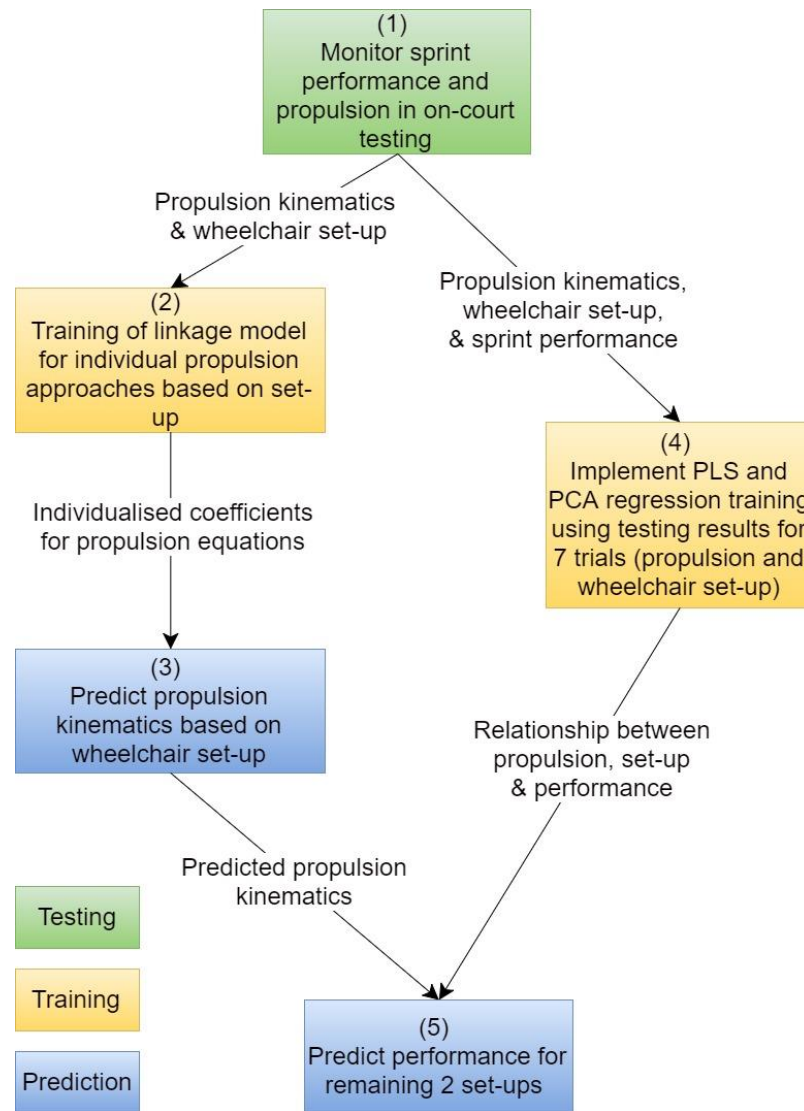 (1)
Monitor sprint
performance and
propulsion in on-court
testing
Propulsion kinematics
& wheelchair set-up
Propulsion kinematics,
wheelchair set-up,
& sprint performance
(2)
Training of linkage model
for individual propulsion
approaches based on set-
up
(4)
Implement PLS and
PCA regression training
using testing results for
7 trials (propulsion and
wheelchair set-up)
Individualised coefficients
for propulsion equations
(3)
Predict propulsion
kinematics based on
wheelchair set-up
Relationship between
propulsion, set-up
& performance
Predicted propulsion
kinematics
Testing
Training
Prediction
(5)
Predict performance for
remaining 2 set-ups